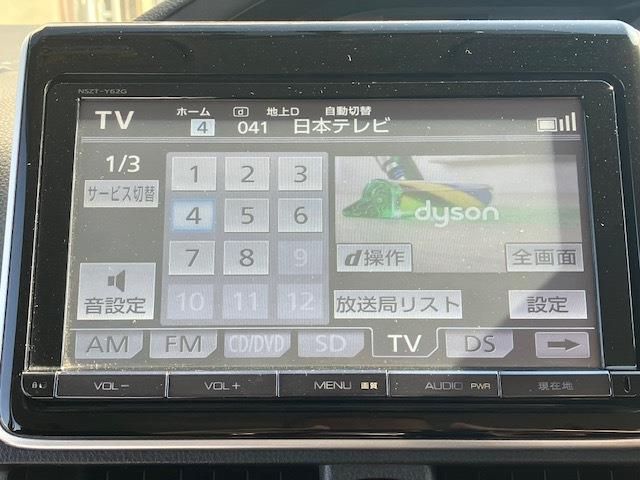 NSZT-Y62G
TV
ホーム 地上D 自動切替
4 041 日本テレビ
1/3
サービス切替
1 2 3
4 5 6
7 8 9
10 11 12
dyson
d操作
全画面
音設定
放送局リスト
設定
AM FM CD/DVD SD TV DS
VOL− VOL+ MENU 画質 AUDIO PWR 現在地